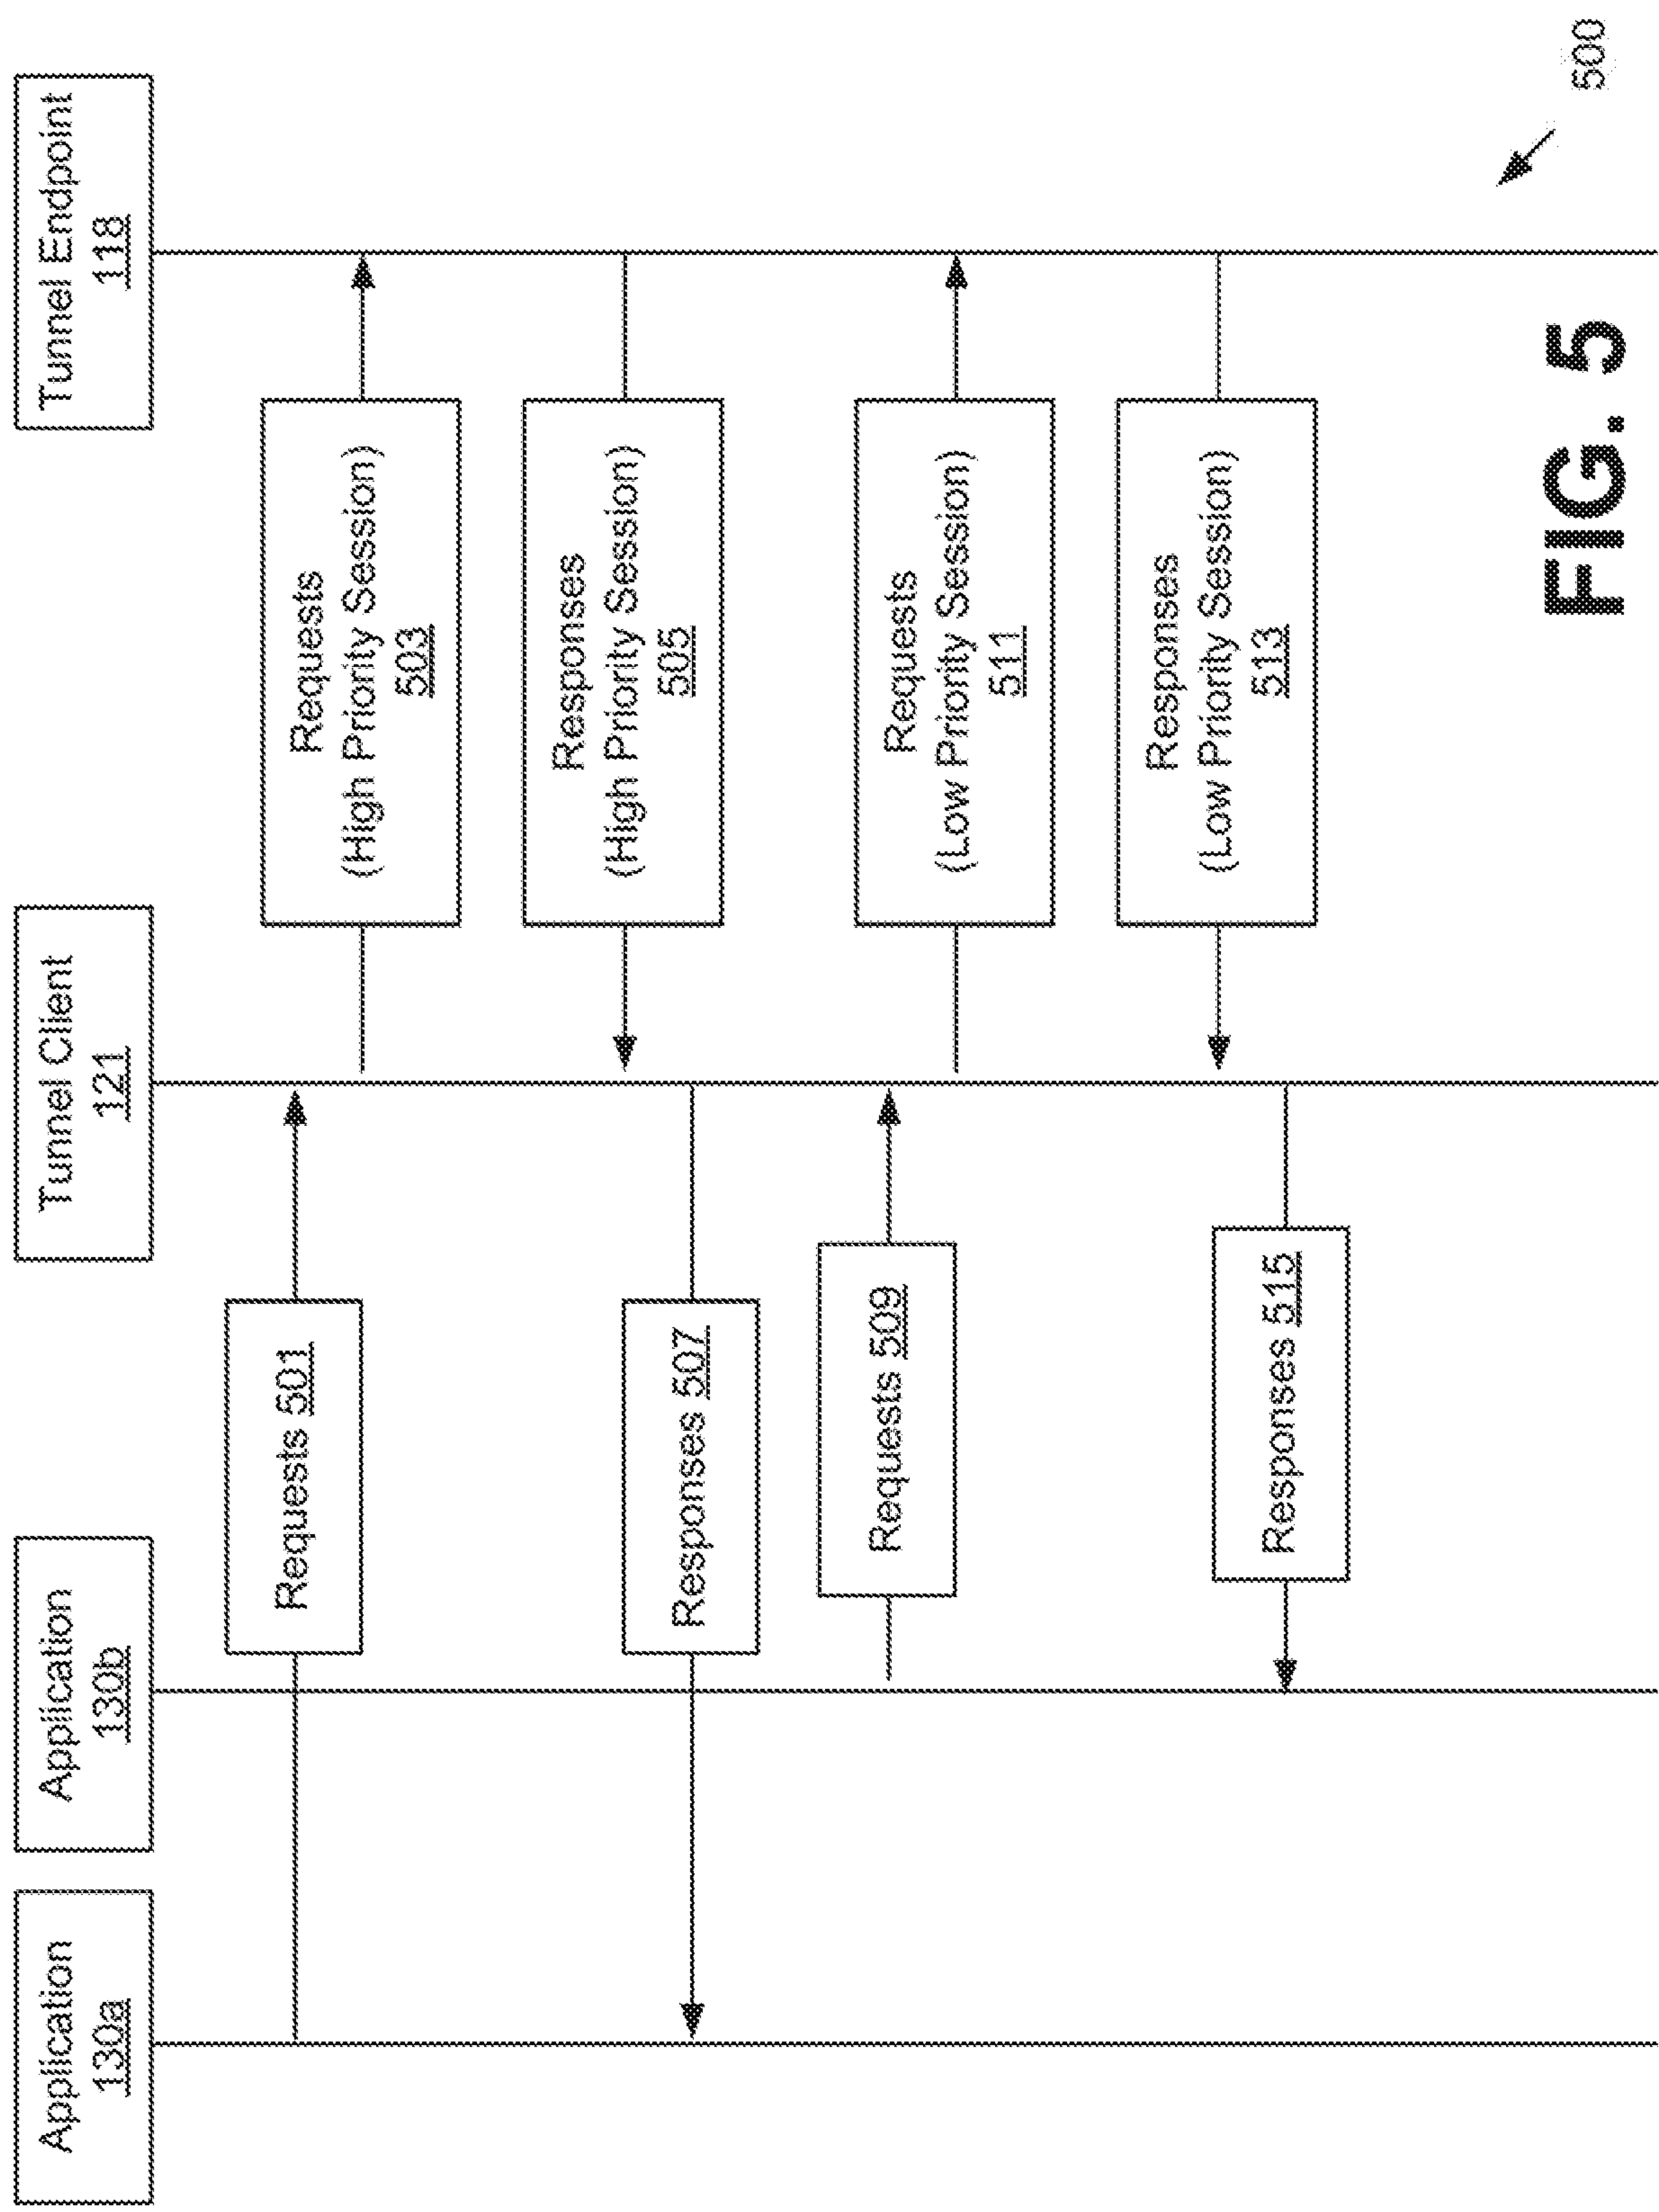 Application
130a
Application
130b
Tunnel Client
121
Tunnel Endpoint
118
Requests 501
Requests
(High Priority Session)
503
Responses
(High Priority Session)
505
Responses 507
Requests 509
Requests
(Low Priority Session)
511
Responses
(Low Priority Session)
513
Responses 515
500
FIG. 5